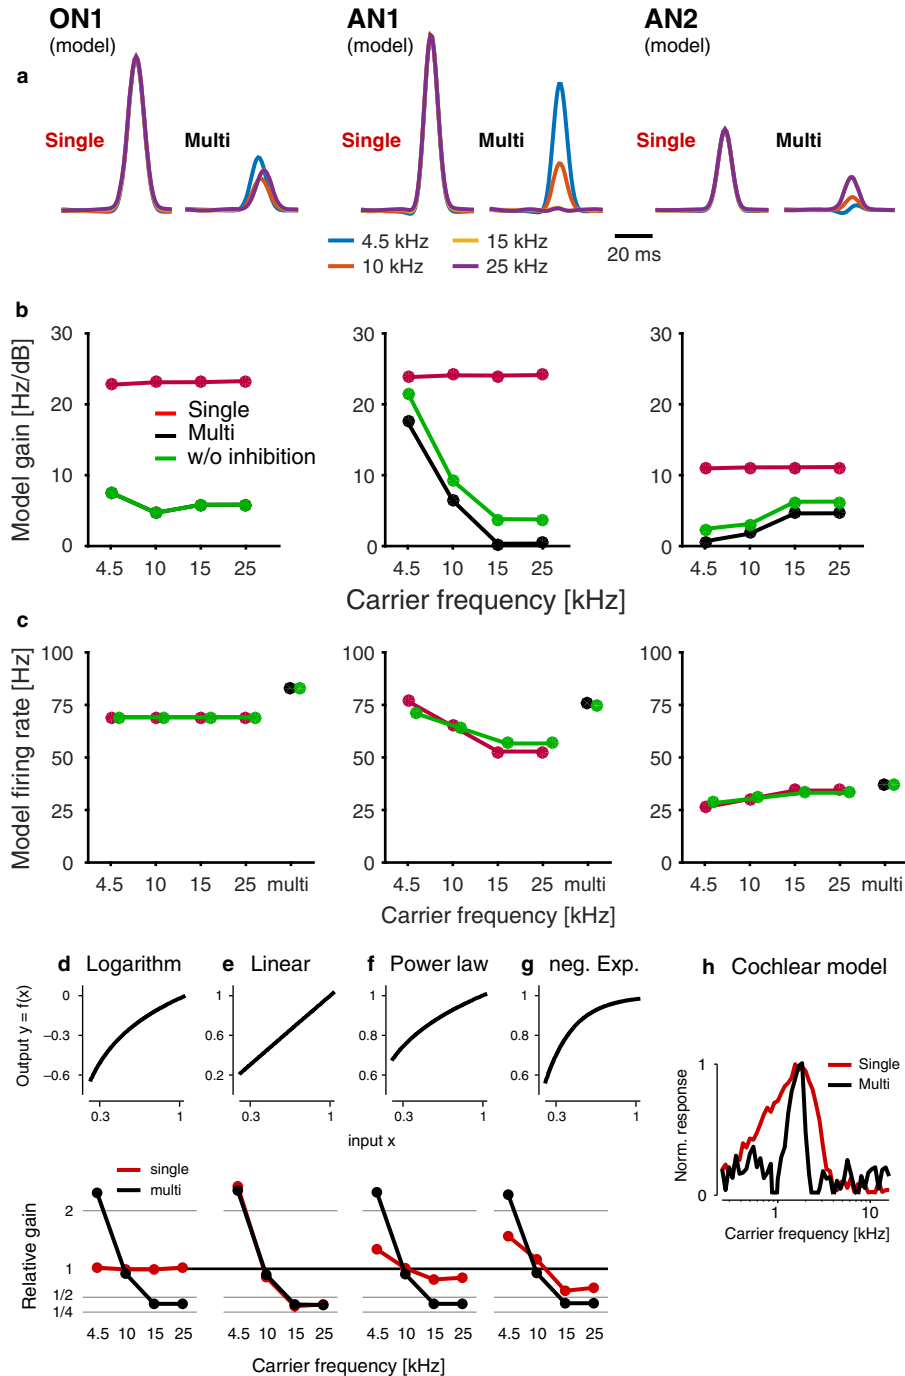 ON1
(model)
AN1
(model)
AN2
(model)
a
Single
Multi
Single
Multi
Single
Multi
4.5 kHz
15 kHz
10 kHz
25 kHz
20 ms
b
Model gain [Hz/dB]
30
20
10
0
Single
Multi
w/o inhibition
4.5 10 15 25
30
20
10
0
4.5 10 15 25
30
20
10
0
4.5 10 15 25
Carrier frequency [kHz]
c
Model firing rate [Hz]
100
75
50
25
0
4.5 10 15 25 multi
100
75
50
25
0
4.5 10 15 25 multi
100
75
50
25
0
4.5 10 15 25 multi
Carrier frequency [kHz]
d Logarithm
Output y = f(x)
0
−0.3
−0.6
0.3 1
e Linear
1
0.6
0.2
0.3 1
f Power law
1
0.8
0.6
0.3 1
g neg. Exp.
1
0.8
0.6
0.3 1
input x
h Cochlear model
Norm. response
1
0
Single
Multi
1 10
Carrier frequency [kHz]
single
multi
Relative gain
2
1
1/2
1/4
4.5 10 15 25
4.5 10 15 25
4.5 10 15 25
4.5 10 15 25
Carrier frequency [kHz]